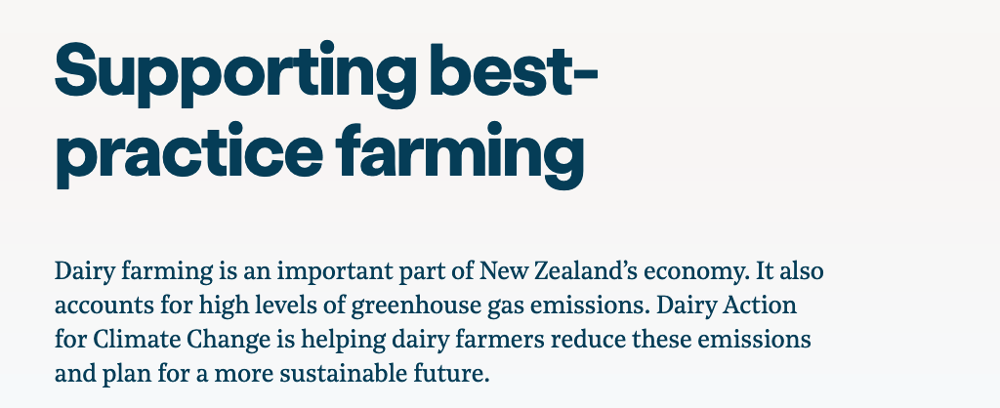 Supporting best-
practice farming
Dairy farming is an important part of New Zealand’s economy. It also
accounts for high levels of greenhouse gas emissions. Dairy Action
for Climate Change is helping dairy farmers reduce these emissions
and plan for a more sustainable future.